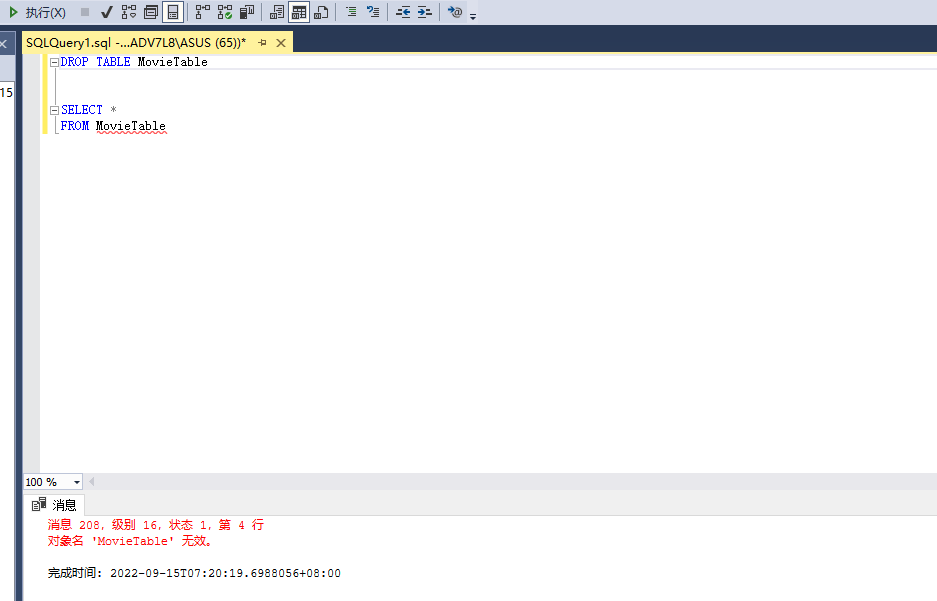 执行(X)
SQLQuery1.sql -...ADV7L8\ASUS (65))*
15
DROP TABLE MovieTable
SELECT *
FROM MovieTable
100 %
消息
消息 208，级别 16，状态 1，第 4 行
对象名 'MovieTable' 无效。
完成时间: 2022-09-15T07:20:19.6988056+08:00